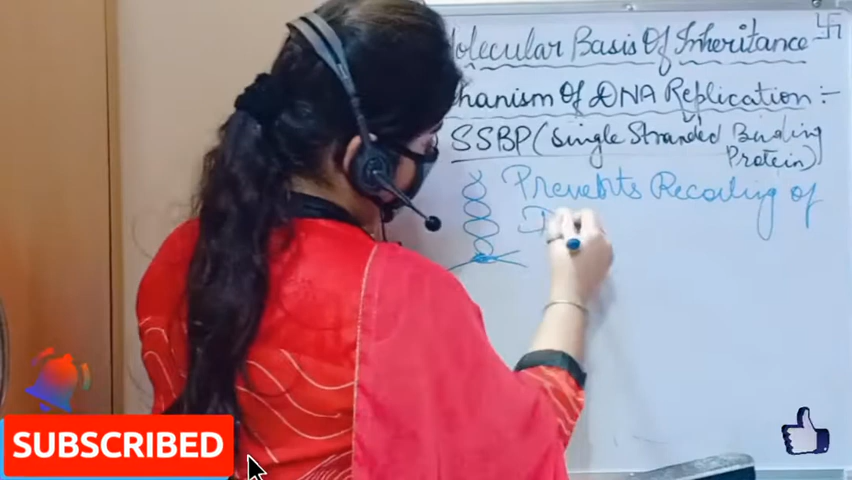 olecular Basis Of Inheritance
hanism Of DNA Replication :-
SSBP (Single Stranded Binding
Protein)
Prevents Recoiling of
D
SUBSCRIBED